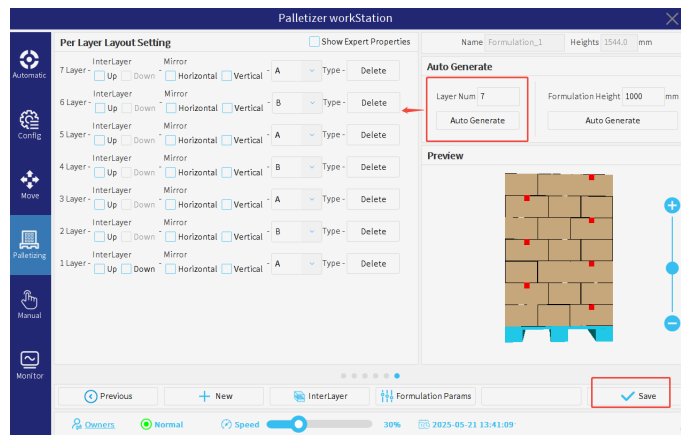 Palletizer workStation
Per Layer Layout Setting
Show Expert Properties
Name Formulation_1 Heights 1544.0 mm
Automatic
Config
Move
Palletizing
Manual
Monitor
InterLayer Mirror
7 Layer - Up Down - Horizontal Vertical - A Type - Delete
InterLayer Mirror
6 Layer - Up Down - Horizontal Vertical - B Type - Delete
InterLayer Mirror
5 Layer - Up Down - Horizontal Vertical - A Type - Delete
InterLayer Mirror
4 Layer - Up Down - Horizontal Vertical - B Type - Delete
InterLayer Mirror
3 Layer - Up Down - Horizontal Vertical - A Type - Delete
InterLayer Mirror
2 Layer - Up Down - Horizontal Vertical - B Type - Delete
InterLayer Mirror
1 Layer - Up Down - Horizontal Vertical - A Type - Delete
Auto Generate
Layer Num 7 Formulation Height 1000 mm
Auto Generate Auto Generate
Preview
Previous New InterLayer Formulation Params Save
Owners Normal Speed 30% 2025-05-21 13:41:09